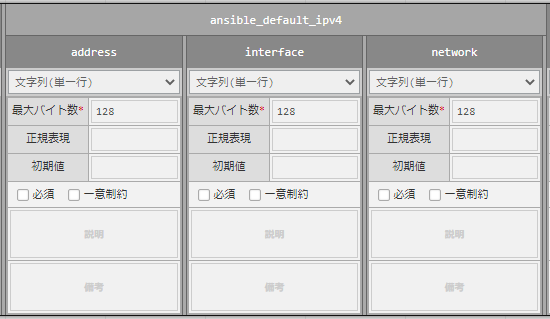 ansible_default_ipv4
address interface network
文字列(単一行) 文字列(単一行) 文字列(単一行)
最大バイト数* 128 最大バイト数* 128 最大バイト数* 128
正規表現 正規表現 正規表現
初期値 初期値 初期値
必須 一意制約 必須 一意制約 必須 一意制約
説明 説明 説明
備考 備考 備考